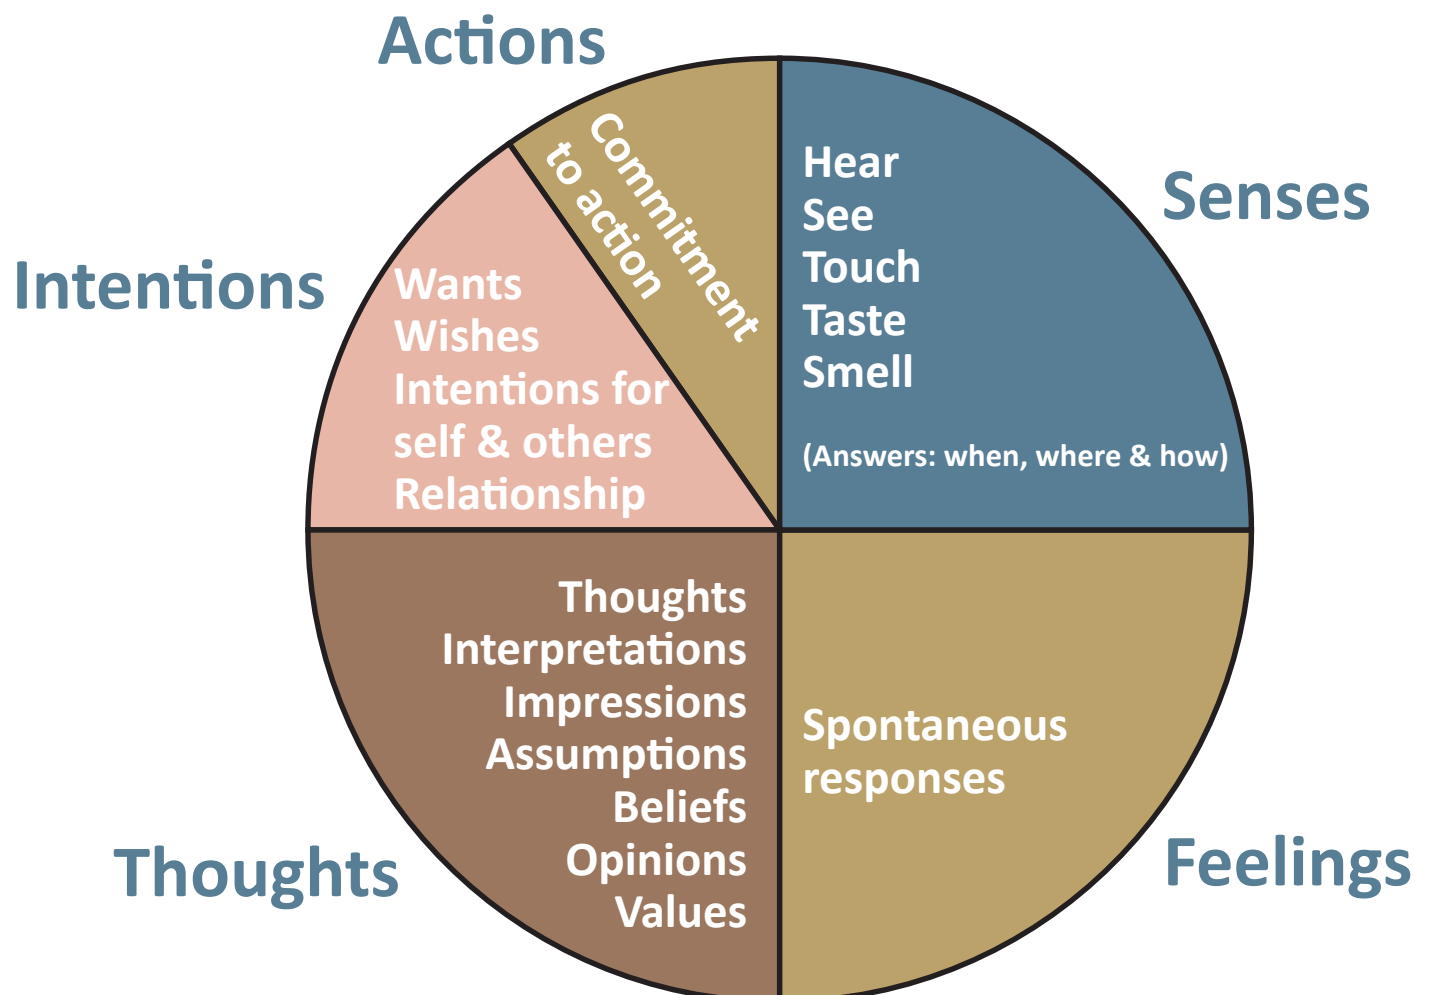 Actions
Commitment
to action
Senses
Hear
See
Touch
Taste
Smell
(Answers: when, where & how)
Intentions
Wants
Wishes
Intentions for
self & others
Relationship
Thoughts
Thoughts
Interpretations
Impressions
Assumptions
Beliefs
Opinions
Values
Feelings
Spontaneous
responses